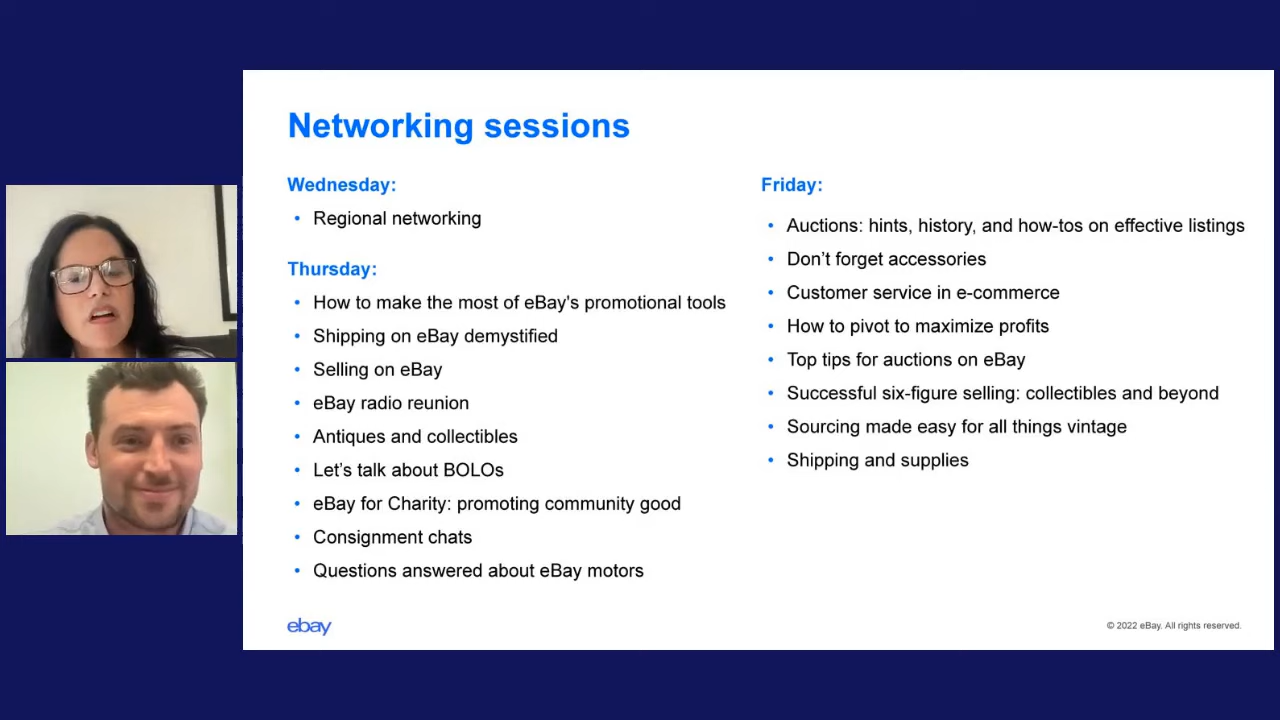 Networking sessions
Wednesday:
• Regional networking
Thursday:
• How to make the most of eBay's promotional tools
• Shipping on eBay demystified
• Selling on eBay
• eBay radio reunion
• Antiques and collectibles
• Let’s talk about BOLOs
• eBay for Charity: promoting community good
• Consignment chats
• Questions answered about eBay motors
Friday:
• Auctions: hints, history, and how-tos on effective listings
• Don’t forget accessories
• Customer service in e-commerce
• How to pivot to maximize profits
• Top tips for auctions on eBay
• Successful six-figure selling: collectibles and beyond
• Sourcing made easy for all things vintage
• Shipping and supplies
ebay
© 2022 eBay. All rights reserved.